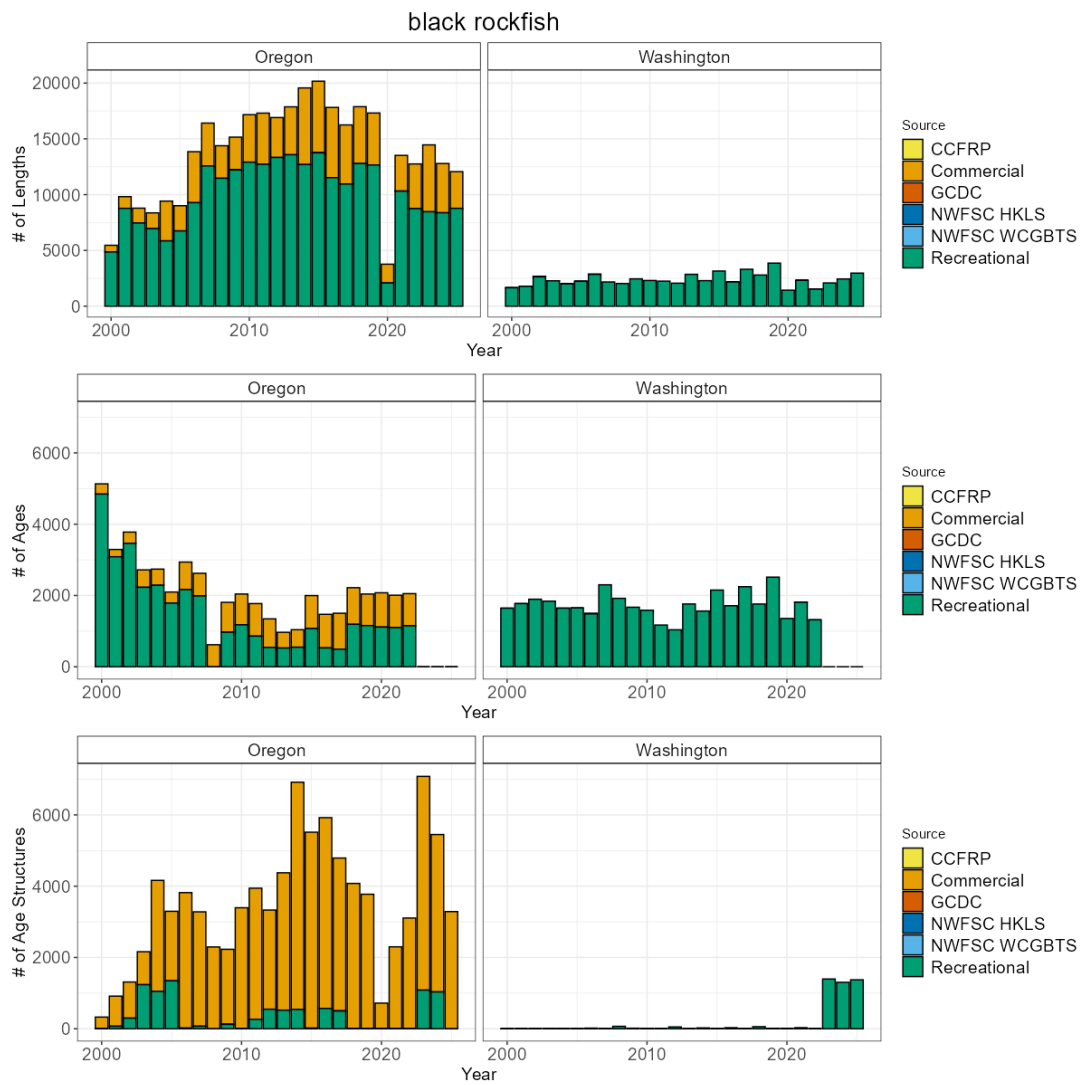 black rockfish
Oregon Washington
20000
15000
10000
5000
0
# of Lengths
2000 2010 2020 2000 2010 2020
Year
Source
CCFRP
Commercial
GCDC
NWFSC HKLS
NWFSC WCGBTS
Recreational
Oregon Washington
6000
4000
2000
0
# of Ages
2000 2010 2020 2000 2010 2020
Year
Source
CCFRP
Commercial
GCDC
NWFSC HKLS
NWFSC WCGBTS
Recreational
Oregon Washington
6000
4000
2000
0
# of Age Structures
2000 2010 2020 2000 2010 2020
Year
Source
CCFRP
Commercial
GCDC
NWFSC HKLS
NWFSC WCGBTS
Recreational